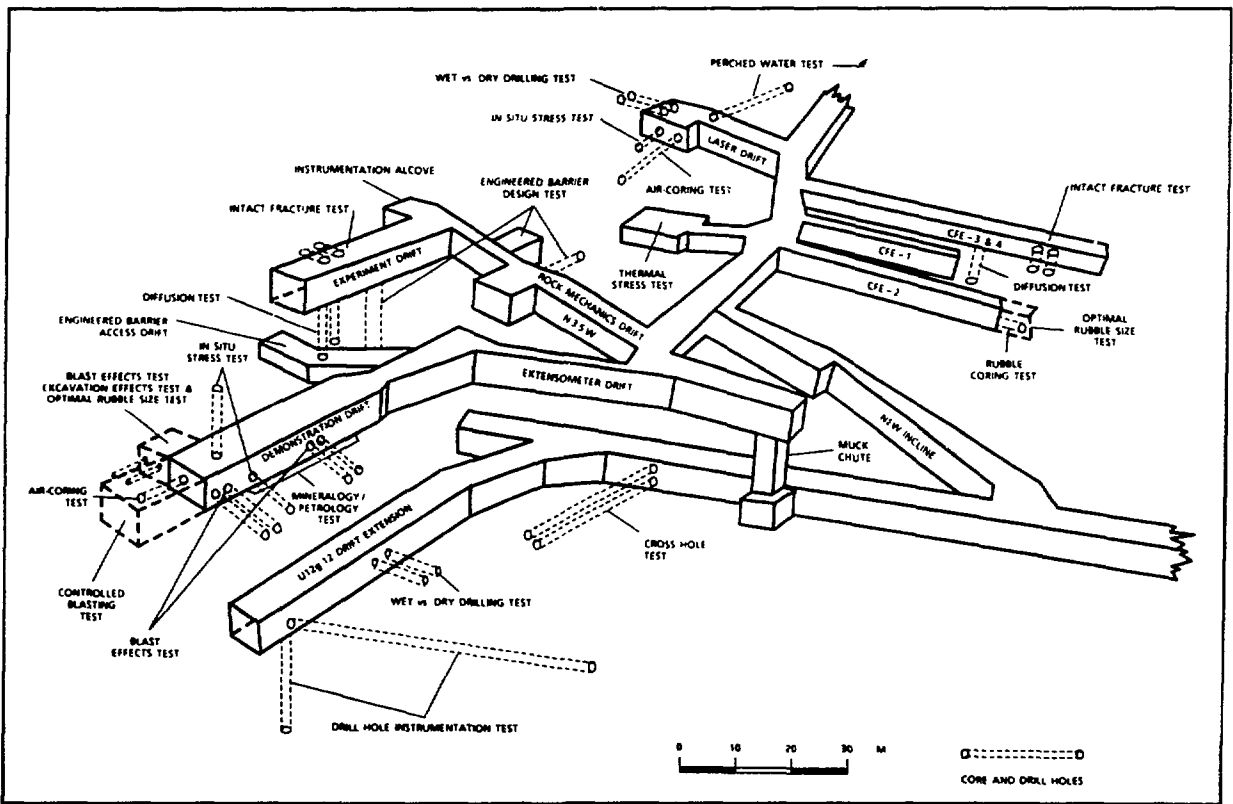 PERCHED WATER TEST
WET vs DRY DRILLING TEST
IN SITU STRESS TEST
LASER DRIFT
AIR-CORING TEST
INSTRUMENTATION ALCOVE
ENGINEERED BARRIER
DESIGN TEST
INTACT FRACTURE TEST
INTACT FRACTURE TEST
EXPERIMENT DRIFT
CFE-3 & 4
CFE-1
CFE-2
THERMAL
STRESS TEST
DIFFUSION TEST
ROCK MECHANICS DRIFT
N35W
DIFFUSION TEST
ENGINEERED BARRIER
ACCESS DRIFT
OPTIMAL
RUBBLE SIZE
TEST
IN SITU
STRESS TEST
RUBBLE
CORING TEST
BLAST EFFECTS TEST
EXCAVATION EFFECTS TEST &
OPTIMAL RUBBLE SIZE TEST
EXTENSOMETER DRIFT
DEMONSTRATION DRIFT
N2W INCLINE
MUCK
CHUTE
AIR-CORING
TEST
MINERALOGY/
PETROLOGY
TEST
U12g 12 DRIFT EXTENSION
CROSS HOLE
TEST
CONTROLLED
BLASTING
TEST
WET vs DRY DRILLING TEST
BLAST
EFFECTS TEST
DRILL HOLE INSTRUMENTATION TEST
0 10 20 30 M
CORE AND DRILL HOLES